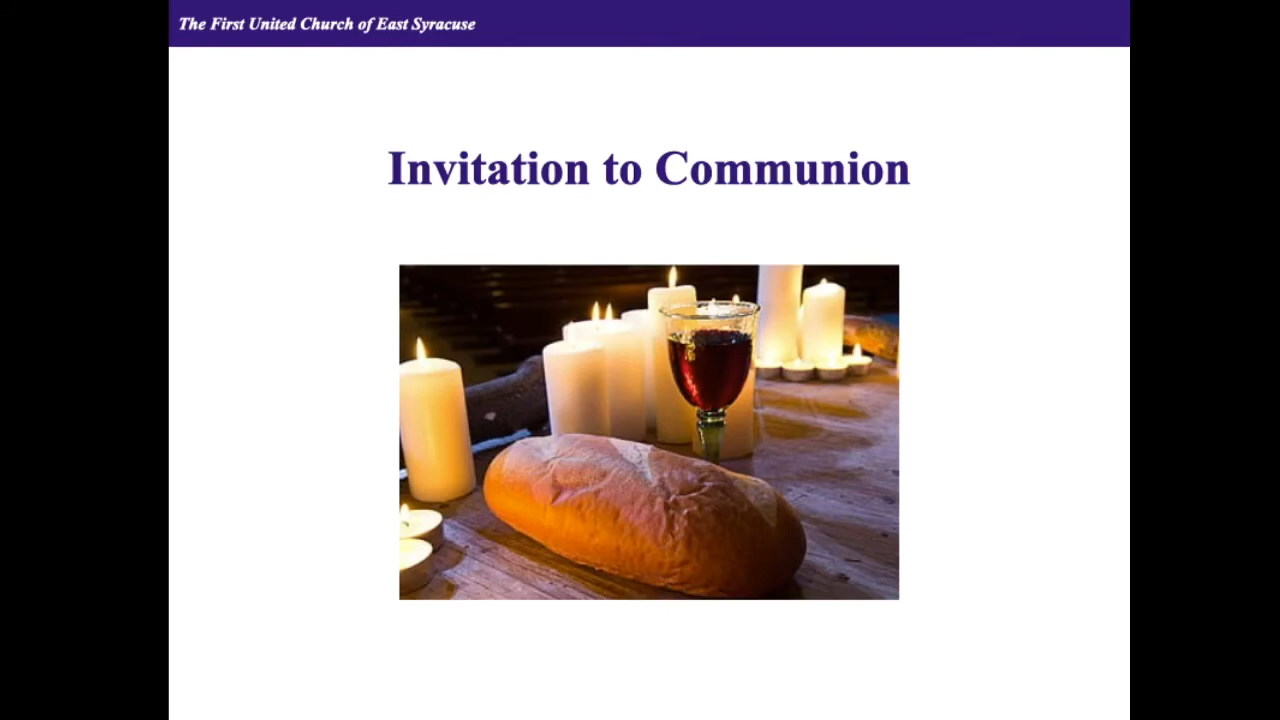 The First United Church of East Syracuse
Invitation to Communion